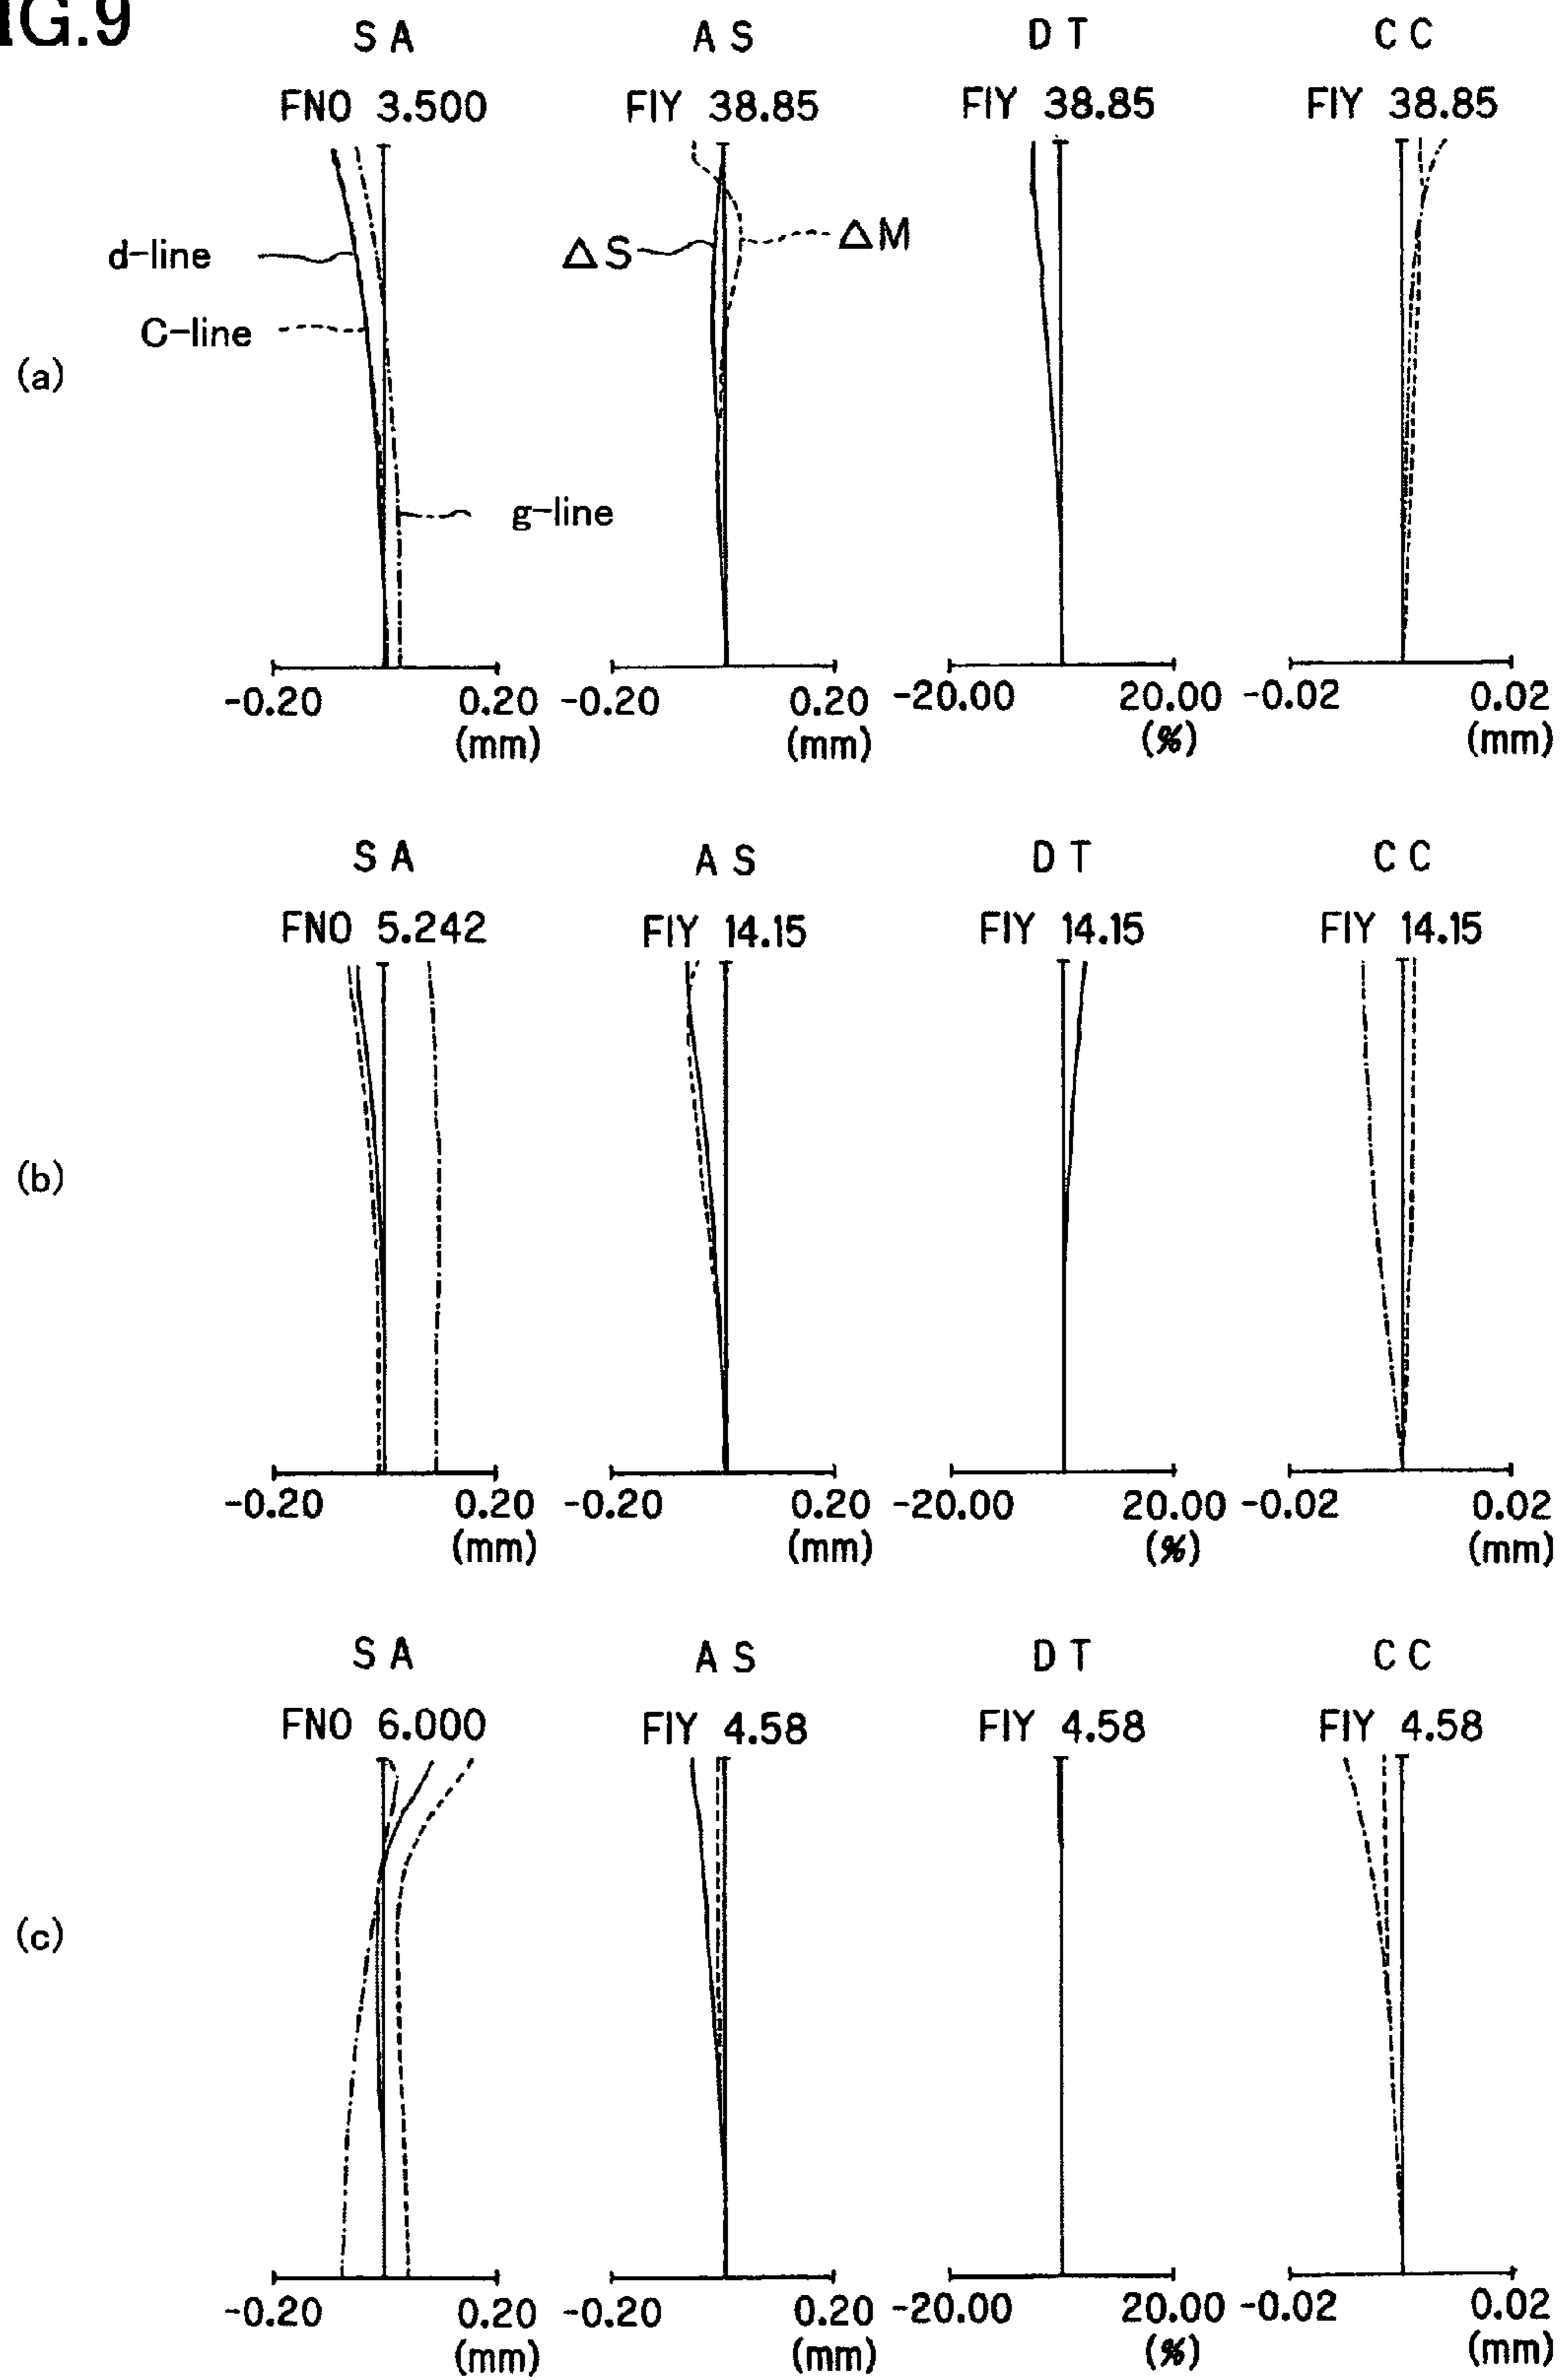 IG.9
S A A S D T C C
FNO 3.500 FIY 38.85 FIY 38.85 FIY 38.85
d-line ΔS ΔM
C-line
(a)
g-line
-0.20 0.20 -0.20 0.20 -20.00 20.00 -0.02 0.02
(mm) (mm) (%) (mm)
S A A S D T C C
FNO 5.242 FIY 14.15 FIY 14.15 FIY 14.15
(b)
-0.20 0.20 -0.20 0.20 -20.00 20.00 -0.02 0.02
(mm) (mm) (%) (mm)
S A A S D T C C
FNO 6.000 FIY 4.58 FIY 4.58 FIY 4.58
(c)
-0.20 0.20 -0.20 0.20 -20.00 20.00 -0.02 0.02
(mm) (mm) (%) (mm)